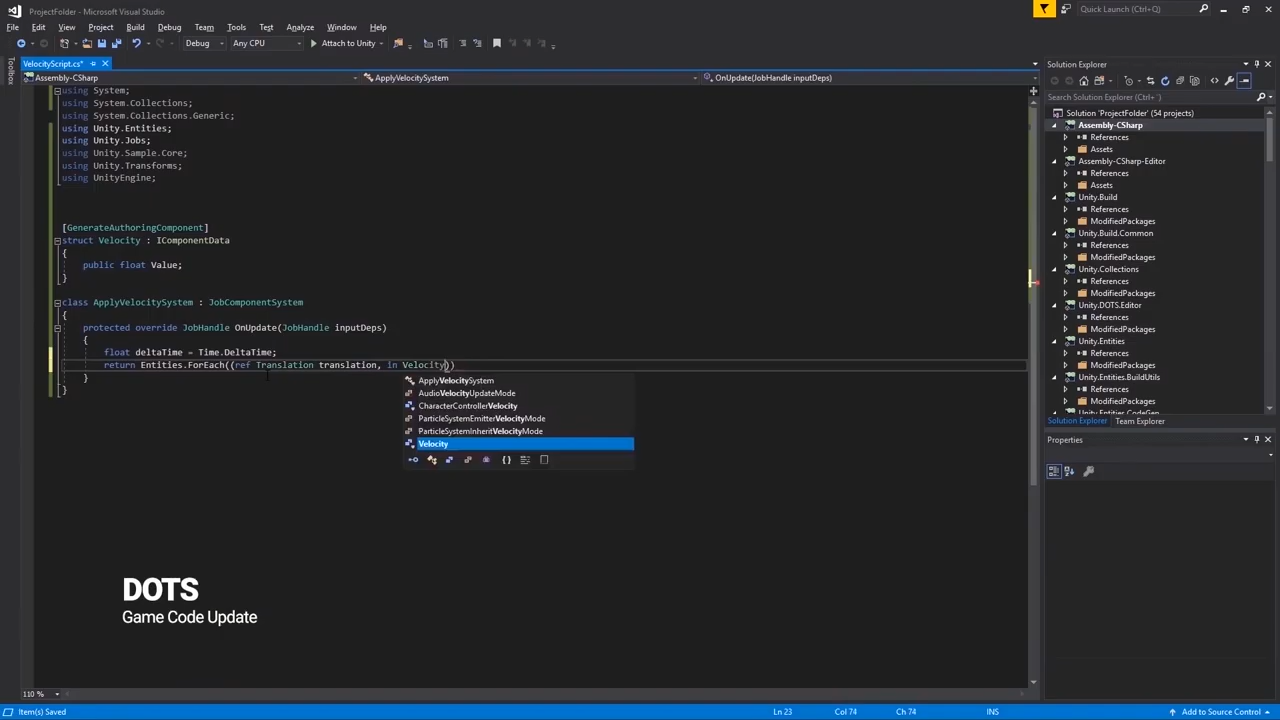 ProjectFolder - Microsoft Visual Studio
Quick Launch (Ctrl+Q)
File Edit View Project Build Debug Team Tools Test Analyze Window Help
Debug Any CPU Attach to Unity
Toolbox
VelocityScript.cs*
Assembly-CSharp ApplyVelocitySystem OnUpdate(JobHandle inputDeps)
using System;
using System.Collections;
using System.Collections.Generic;
using Unity.Entities;
using Unity.Jobs;
using Unity.Sample.Core;
using Unity.Transforms;
using UnityEngine;
[GenerateAuthoringComponent]
struct Velocity : IComponentData
{
public float Value;
}
class ApplyVelocitySystem : JobComponentSystem
{
protected override JobHandle OnUpdate(JobHandle inputDeps)
{
float deltaTime = Time.DeltaTime;
return Entities.ForEach((ref Translation translation, in Velocity))
}
}
ApplyVelocitySystem
AudioVelocityUpdateMode
CharacterControllerVelocity
ParticleSystemEmitterVelocityMode
ParticleSystemInheritVelocityMode
Velocity
DOTS
Game Code Update
110 %
Solution Explorer
Search Solution Explorer (Ctrl+¨)
Solution 'ProjectFolder' (54 projects)
Assembly-CSharp
References
Assets
Assembly-CSharp-Editor
References
Assets
Unity.Build
References
ModifiedPackages
Unity.Build.Common
References
ModifiedPackages
Unity.Collections
References
ModifiedPackages
Unity.DOTS.Editor
References
ModifiedPackages
Unity.Entities
References
ModifiedPackages
Unity.Entities.BuildUtils
References
ModifiedPackages
Unity.Entities.CodeGen
Solution Explorer Team Explorer
Properties
Item(s) Saved Ln 23 Col 74 Ch 74 INS Add to Source Control